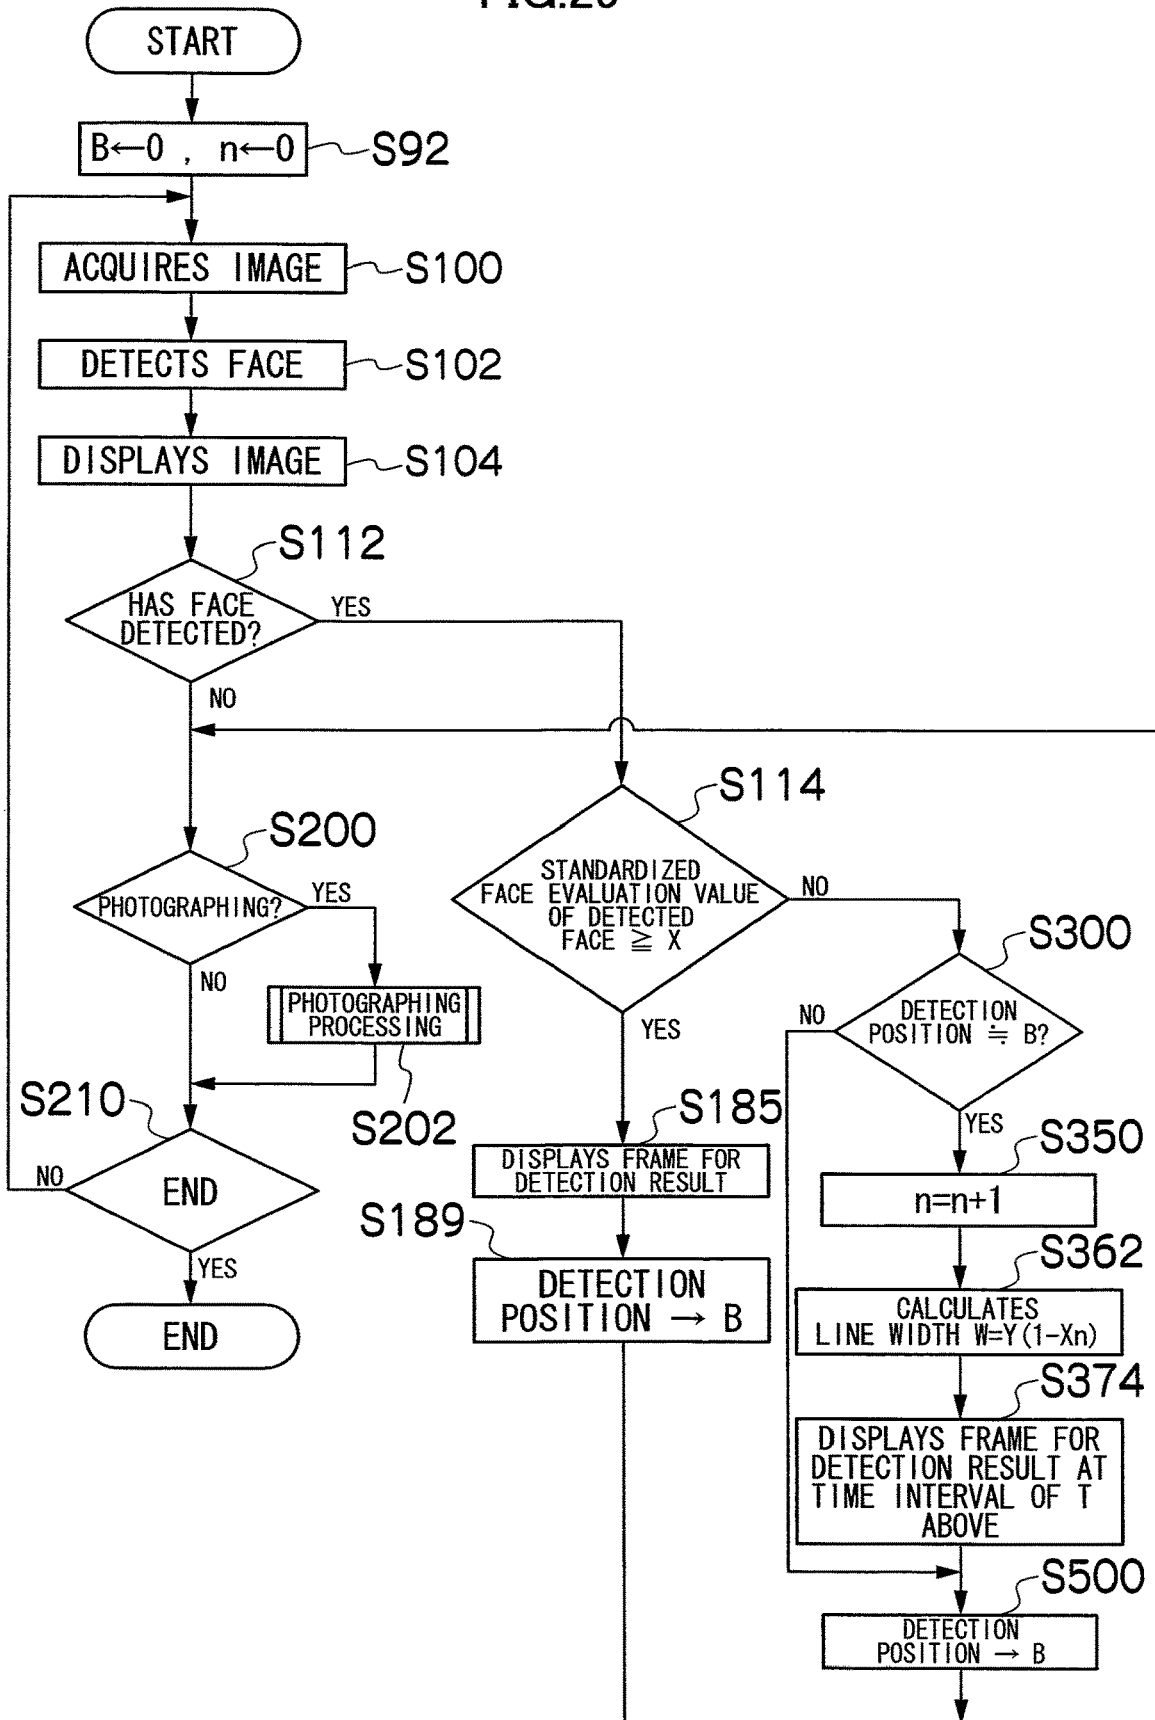 START
B←0 , n←0
S92
ACQUIRES IMAGE
S100
DETECTS FACE
S102
DISPLAYS IMAGE
S104
S112
HAS FACE
DETECTED?
YES
NO
S114
STANDARDIZED
FACE EVALUATION VALUE
OF DETECTED
FACE ≧ X
NO
YES
S200
PHOTOGRAPHING?
YES
NO
PHOTOGRAPHING
PROCESSING
S202
S210
END
NO
YES
END
S185
DISPLAYS FRAME FOR
DETECTION RESULT
S189
DETECTION
POSITION → B
S300
DETECTION
POSITION ≒ B?
NO
YES
S350
n=n+1
S362
CALCULATES
LINE WIDTH W=Y(1-Xn)
S374
DISPLAYS FRAME FOR
DETECTION RESULT AT
TIME INTERVAL OF T
ABOVE
S500
DETECTION
POSITION → B